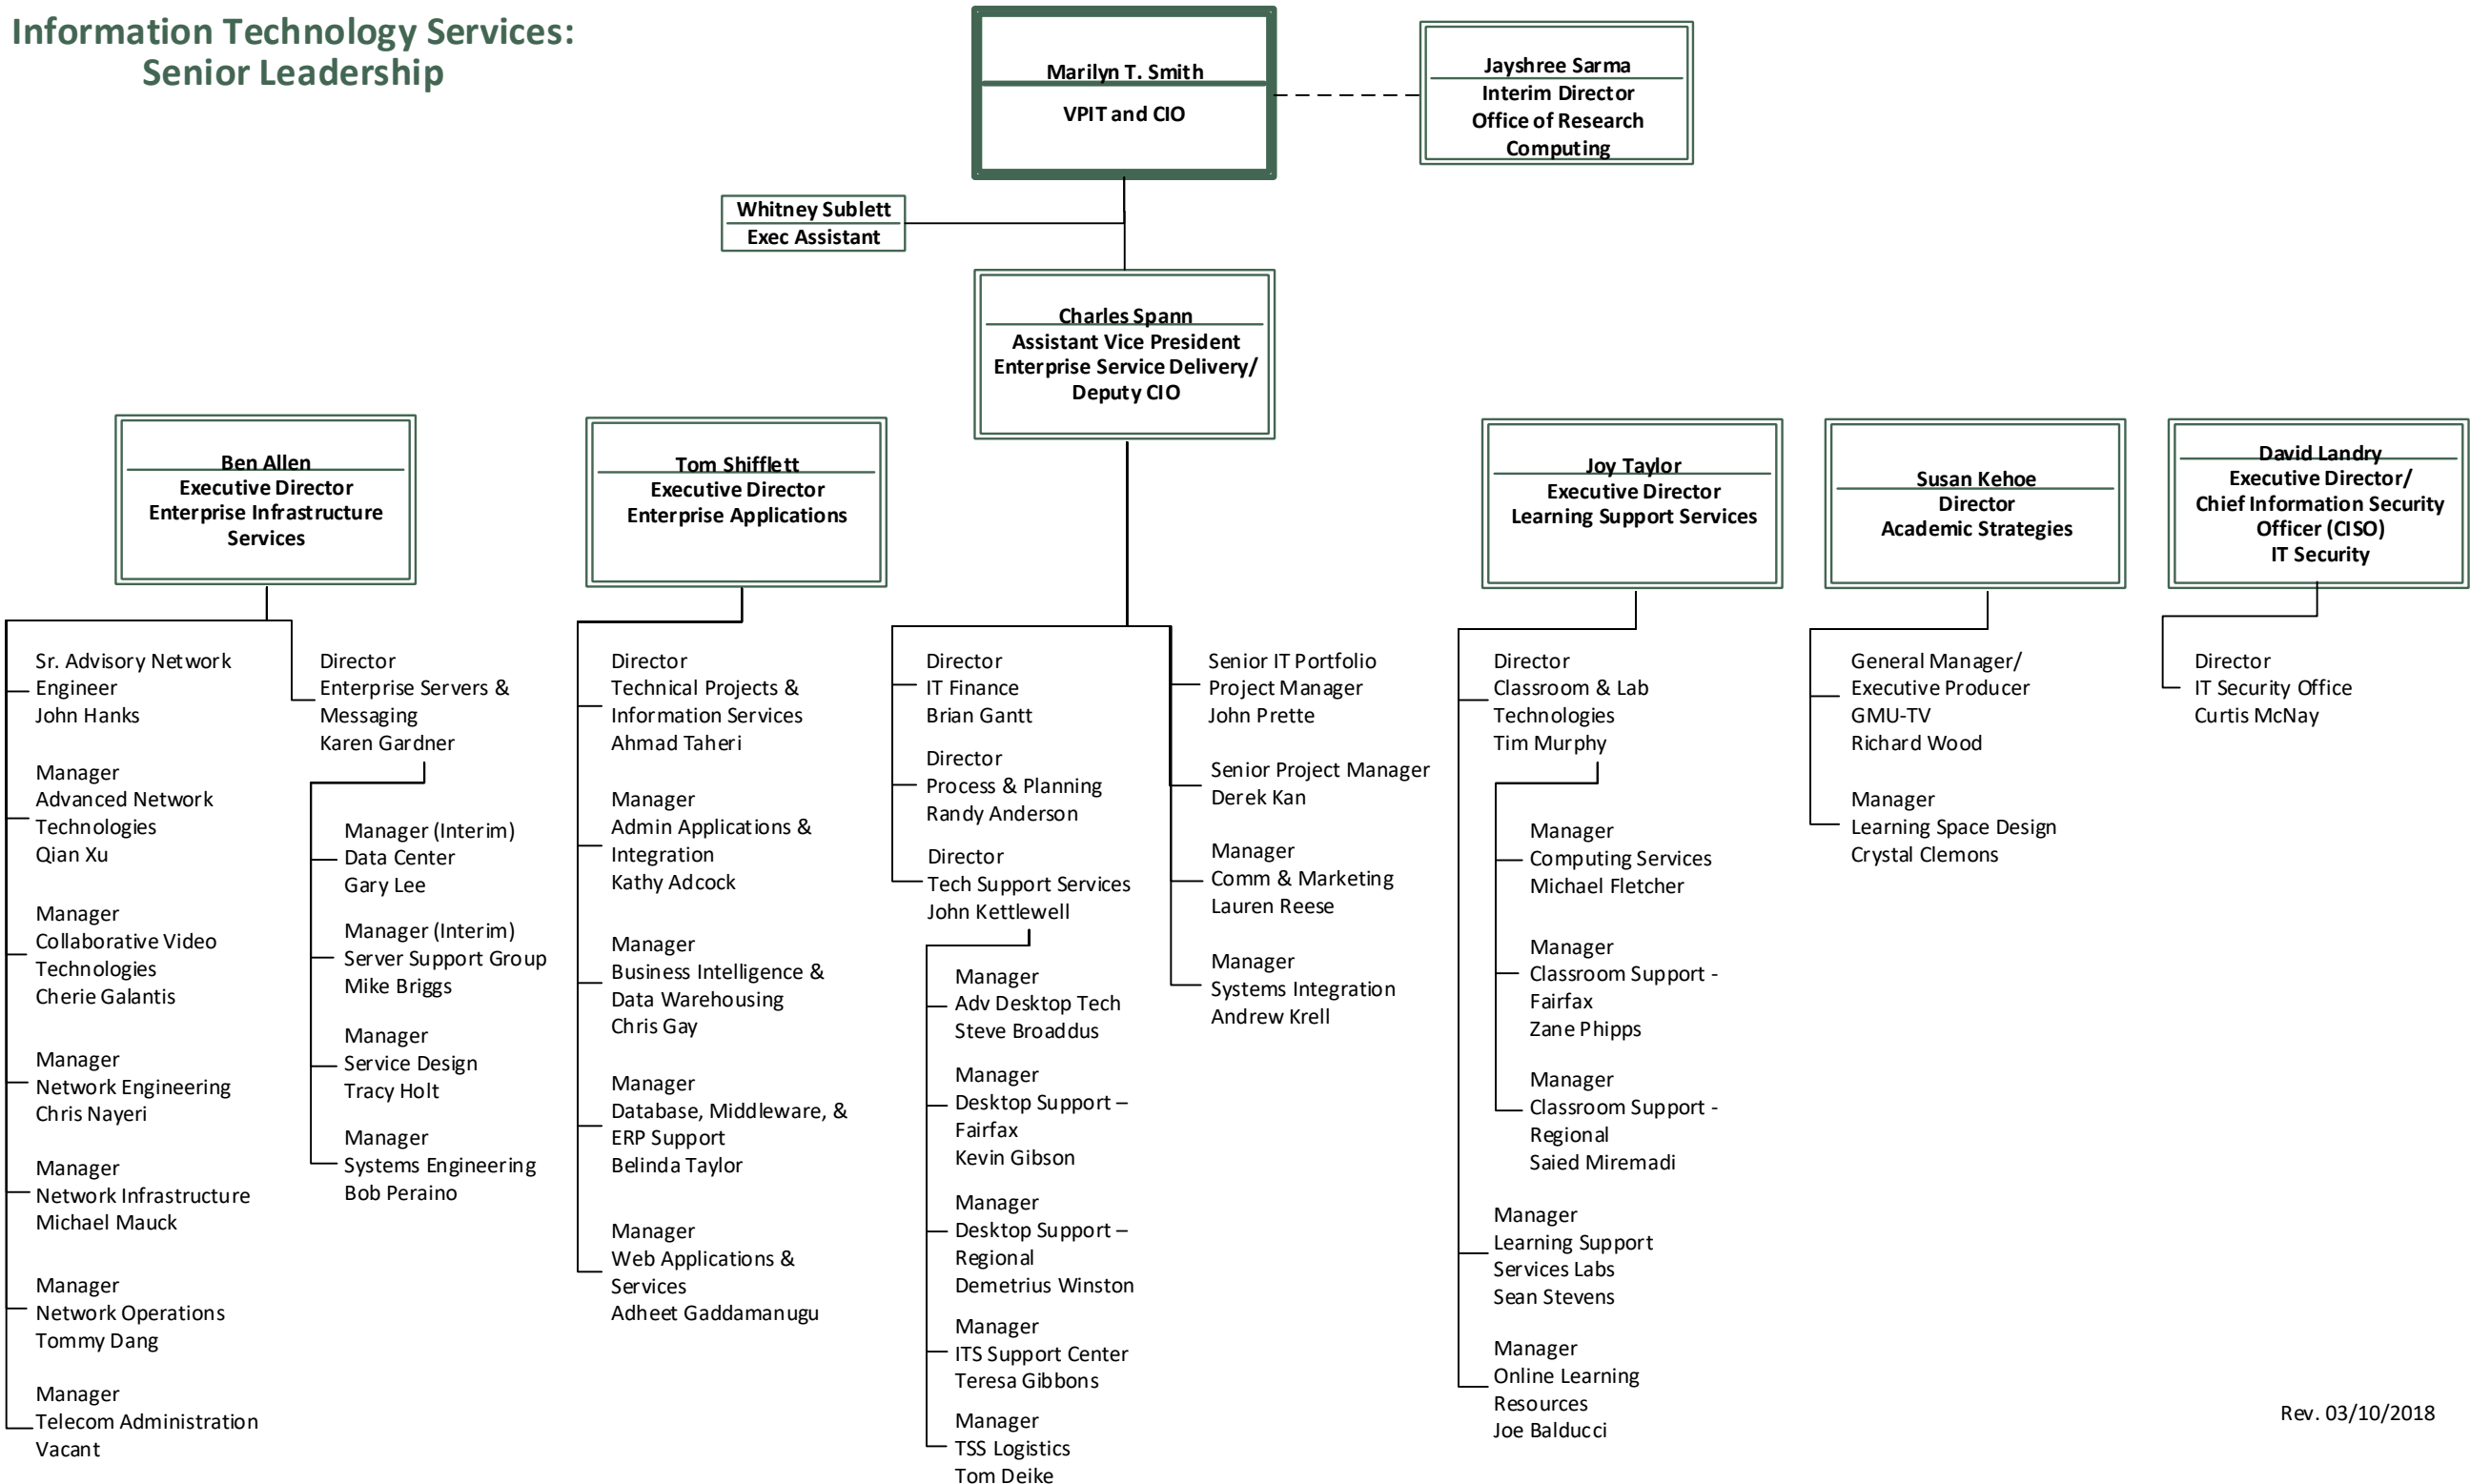 Information Technology Services:
Senior Leadership
Marilyn T. Smith
VPIT and CIO
Jayshree Sarma
Interim Director
Office of Research
Computing
Whitney Sublett
Exec Assistant
Charles Spann
Assistant Vice President
Enterprise Service Delivery/
Deputy CIO
Ben Allen
Executive Director
Enterprise Infrastructure
Services
Tom Shifflett
Executive Director
Enterprise Applications
Joy Taylor
Executive Director
Learning Support Services
Susan Kehoe
Director
Academic Strategies
David Landry
Executive Director/
Chief Information Security
Officer (CISO)
IT Security
Sr. Advisory Network
Engineer
John Hanks
Manager
Advanced Network
Technologies
Qian Xu
Manager
Collaborative Video
Technologies
Cherie Galantis
Manager
Network Engineering
Chris Nayeri
Manager
Network Infrastructure
Michael Mauck
Manager
Network Operations
Tommy Dang
Manager
Telecom Administration
Vacant
Director
Enterprise Servers &
Messaging
Karen Gardner
Manager (Interim)
Data Center
Gary Lee
Manager (Interim)
Server Support Group
Mike Briggs
Manager
Service Design
Tracy Holt
Manager
Systems Engineering
Bob Peraino
Director
Technical Projects &
Information Services
Ahmad Taheri
Manager
Admin Applications &
Integration
Kathy Adcock
Manager
Business Intelligence &
Data Warehousing
Chris Gay
Manager
Database, Middleware, &
ERP Support
Belinda Taylor
Manager
Web Applications &
Services
Adheet Gaddamanugu
Director
IT Finance
Brian Gantt
Director
Process & Planning
Randy Anderson
Director
Tech Support Services
John Kettlewell
Manager
Adv Desktop Tech
Steve Broaddus
Manager
Desktop Support –
Fairfax
Kevin Gibson
Manager
Desktop Support –
Regional
Demetrius Winston
Manager
ITS Support Center
Teresa Gibbons
Manager
TSS Logistics
Tom Deike
Senior IT Portfolio
Project Manager
John Prette
Senior Project Manager
Derek Kan
Manager
Comm & Marketing
Lauren Reese
Manager
Systems Integration
Andrew Krell
Director
Classroom & Lab
Technologies
Tim Murphy
Manager
Computing Services
Michael Fletcher
Manager
Classroom Support -
Fairfax
Zane Phipps
Manager
Classroom Support -
Regional
Saied Miremadi
Manager
Learning Support
Services Labs
Sean Stevens
Manager
Online Learning
Resources
Joe Balducci
General Manager/
Executive Producer
GMU-TV
Richard Wood
Manager
Learning Space Design
Crystal Clemons
Director
IT Security Office
Curtis McNay
Rev. 03/10/2018